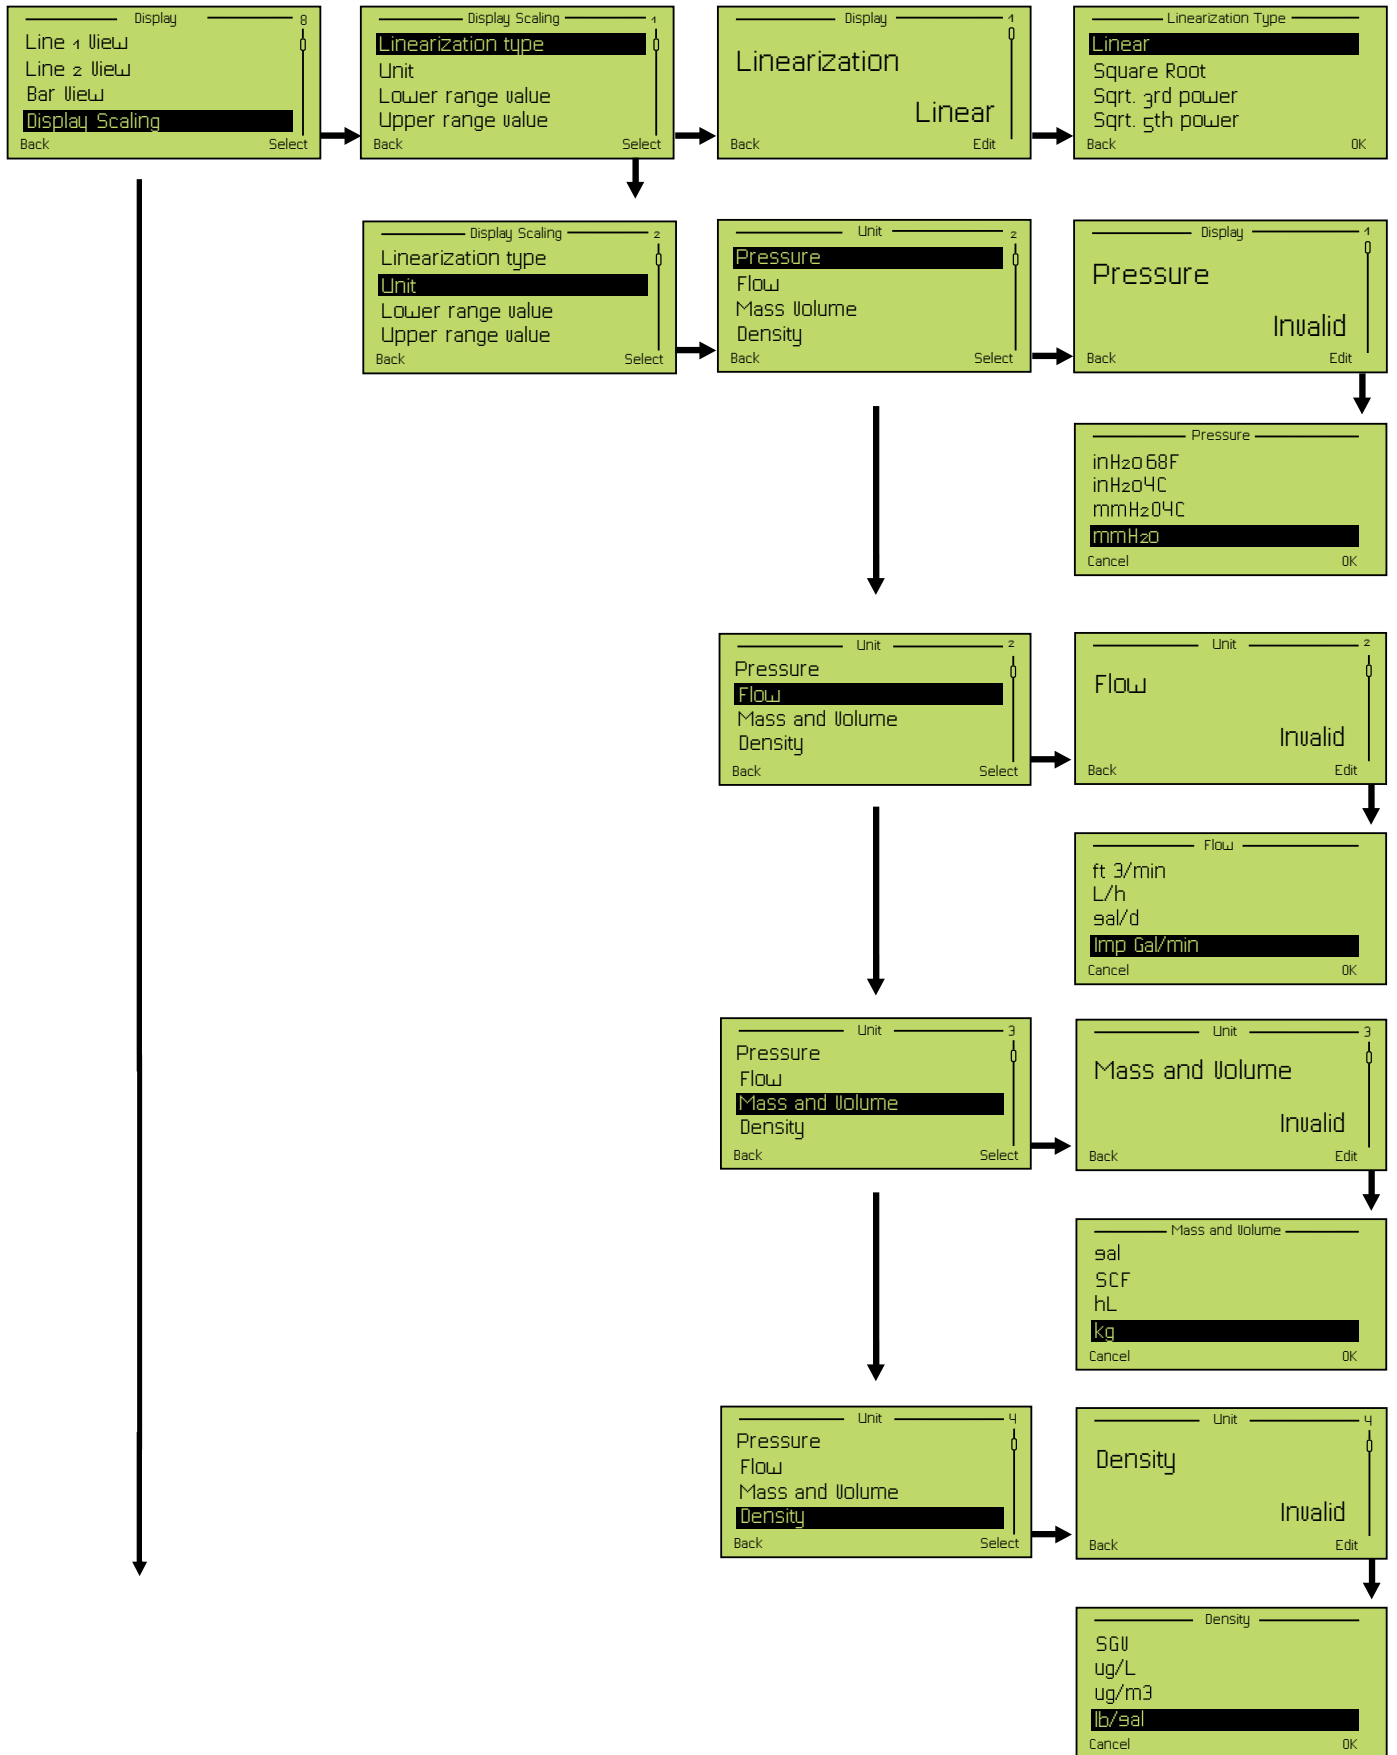 Display 8
Line 1 View
Line 2 View
Bar View
Display Scaling
Back Select
Display Scaling 1
Linearization type
Unit
Lower range value
Upper range value
Back Select
Display 1
Linearization
Linear
Back Edit
Linearization Type
Linear
Square Root
Sqrt. 3rd power
Sqrt. 5th power
Back OK
Display Scaling 2
Linearization type
Unit
Lower range value
Upper range value
Back Select
Unit 2
Pressure
Flow
Mass Volume
Density
Back Select
Display 1
Pressure
Invalid
Back Edit
Pressure
inH2o68F
inH2o4C
mmH2O4C
mmH2o
Cancel OK
Unit 2
Pressure
Flow
Mass and Volume
Density
Back Select
Unit 2
Flow
Invalid
Back Edit
Flow
ft 3/min
L/h
gal/d
Imp Gal/min
Cancel OK
Unit 3
Pressure
Flow
Mass and Volume
Density
Back Select
Unit 3
Mass and Volume
Invalid
Back Edit
Mass and Volume
gal
SCF
hL
kg
Cancel OK
Unit 4
Pressure
Flow
Mass and Volume
Density
Back Select
Unit 4
Density
Invalid
Back Edit
Density
SGU
ug/L
ug/m3
lb/gal
Cancel OK